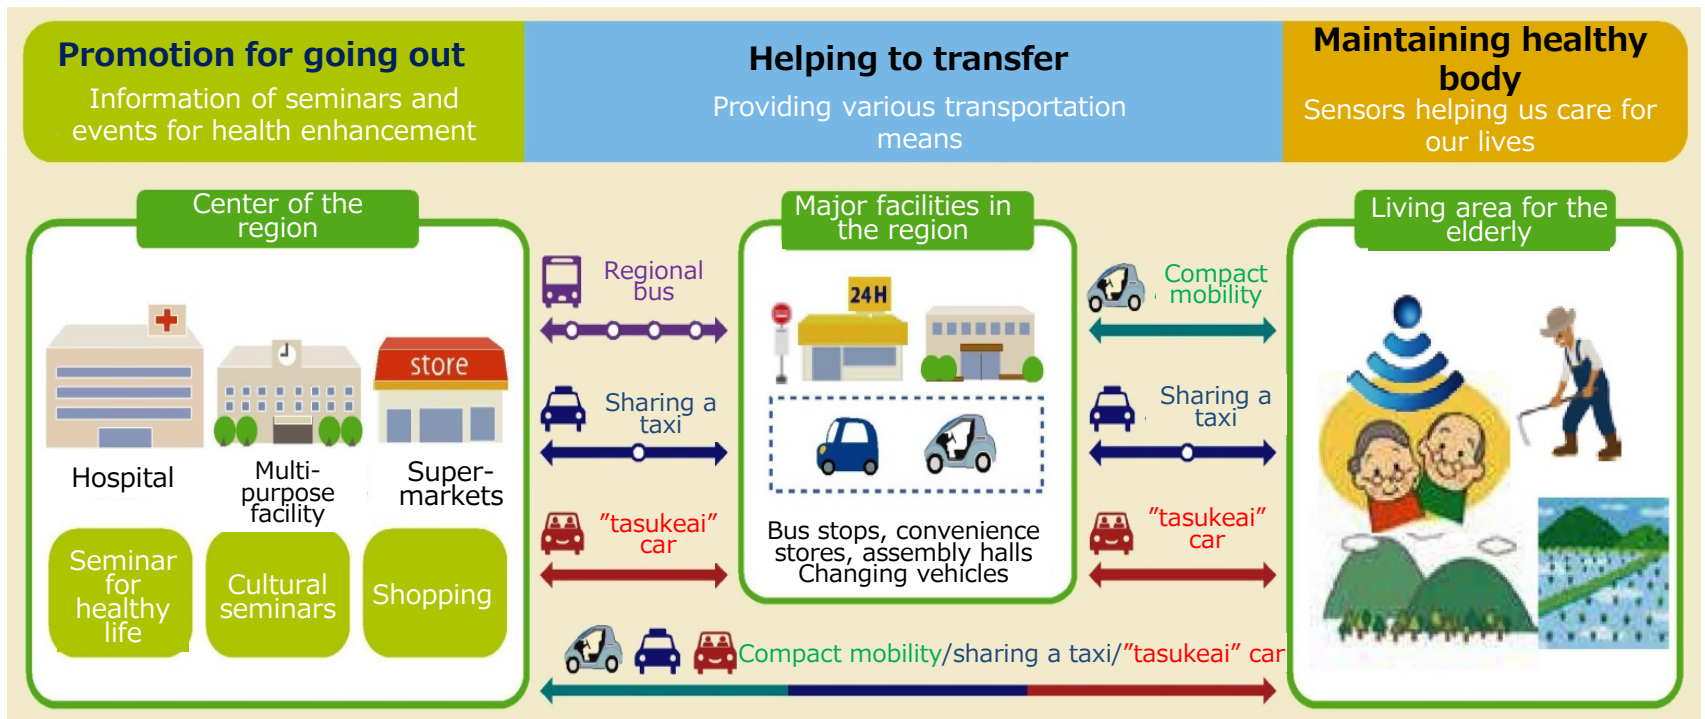 Promotion for going out
Information of seminars and
events for health enhancement
Helping to transfer
Providing various transportation
means
Maintaining healthy
body
Sensors helping us care for
our lives
Center of the
region
store
Hospital
Multi-
purpose
facility
Super-
markets
Seminar
for
healthy
life
Cultural
seminars
Shopping
Regional
bus
Sharing a
taxi
”tasukeai”
car
Major facilities in
the region
24H
Bus stops, convenience
stores, assembly halls
Changing vehicles
Compact
mobility
Sharing a
taxi
”tasukeai”
car
Compact mobility/sharing a taxi/”tasukeai” car
Living area for the
elderly